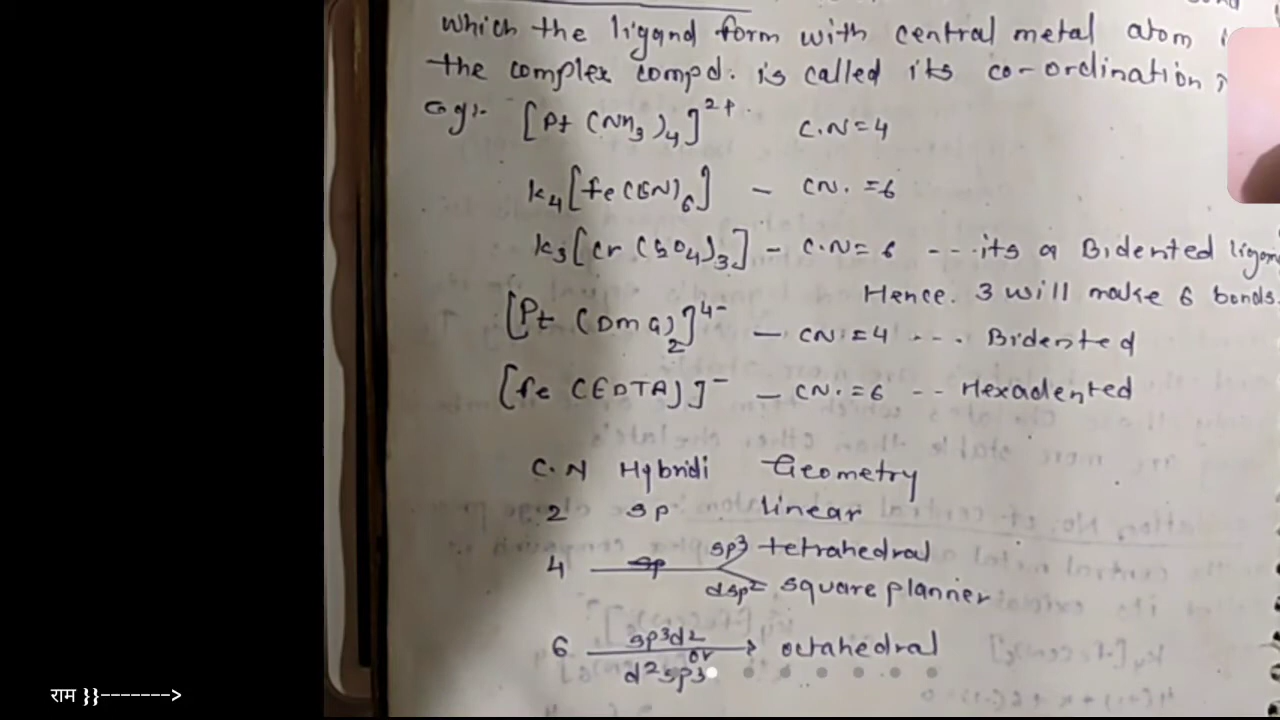 which the ligand form with central metal atom
the complex compd. is called its co-ordination
eg:- [Pt (NH3)4]2+. C.N=4
K4[fe(CN)6] - CN. =6
K3[Cr(SO4)3] - C.N= 6 ---its a Bidented ligan
Hence. 3 will make 6 bonds.
[Pt (DMG)2]4- - CN.=4 ---. Bidented
[fe (EDTA)]- - CN.=6 -- Hexadented
C.N Hybridi Geometry
2 sp linear
sp3 tetrahedral
4
dsp2 square planner
6 sp3d2 or d2sp3 → octahedral
राम }}-------->